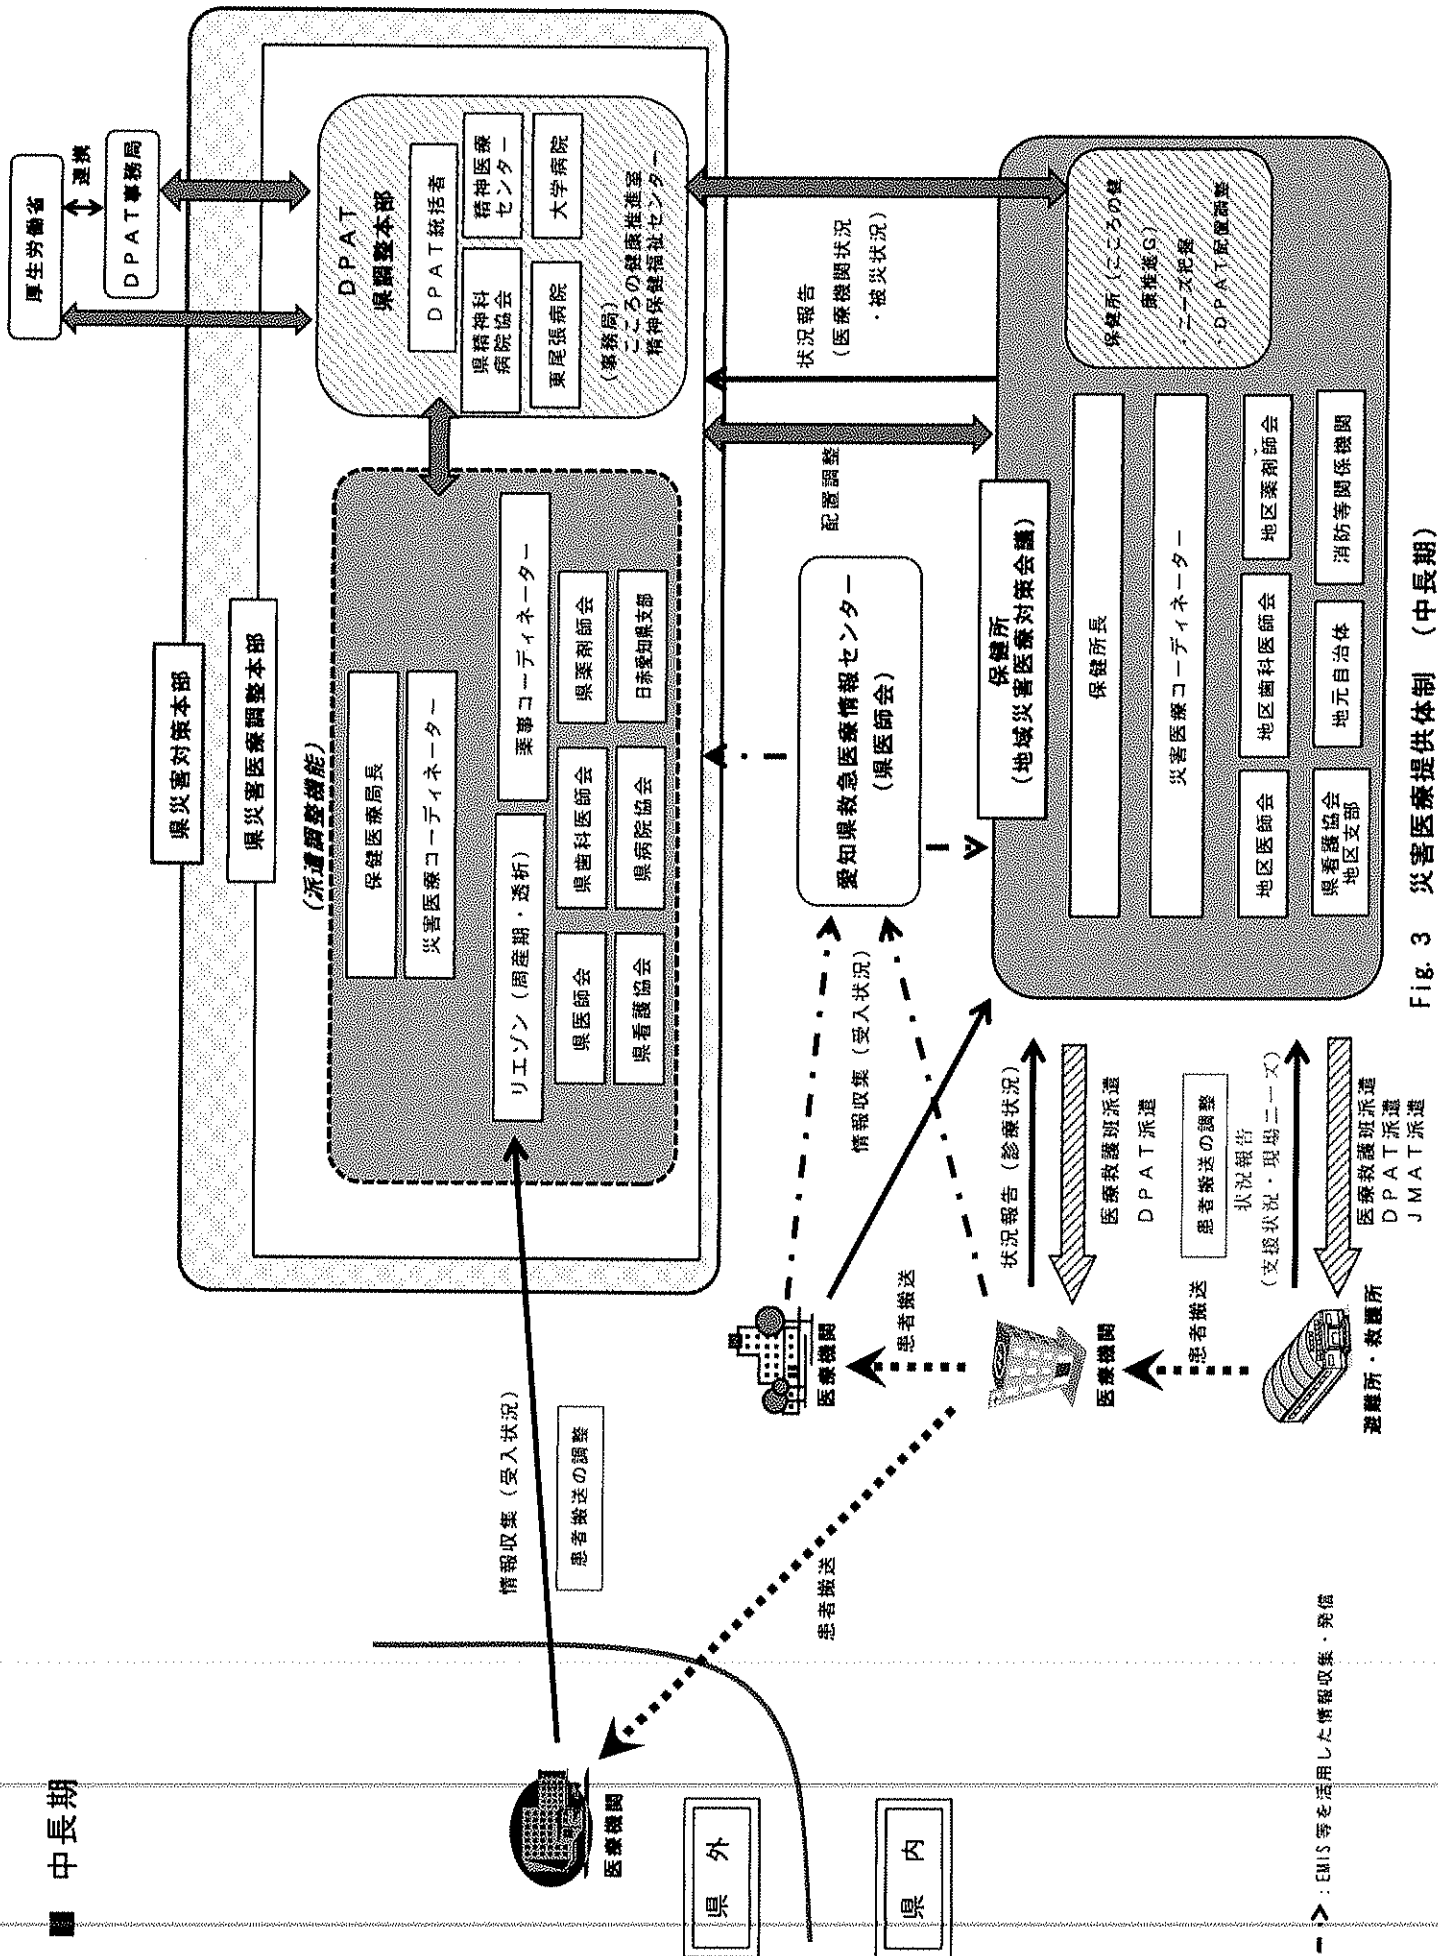 ■ 中長期
厚生労働省
連携
DPAT事務局
県災害対策本部
県災害医療調整本部
(派遣調整機能)
保健医療局長
災害医療コーディネーター
リエゾン（周産期・透析）
薬事コーディネーター
県医師会
県歯科医師会
県薬剤師会
県看護協会
県病院協会
日赤愛知県支部
DPAT
県調整本部
DPAT統括者
県精神科
病院協会
精神医療
センター
東尾張病院
大学病院
（事務局）
こころの健康推進室
精神保健福祉センター
情報収集（受入状況）
患者搬送の調整
医療機関
県外
県内
患者搬送
医療機関
患者搬送
医療機関
患者搬送
避難所・救護所
情報収集（受入状況）
愛知県救急医療情報センター
（県医師会）
配置調整
状況報告
（医療機関状況
・被災状況）
状況報告（診療状況）
医療救護班派遣
DPAT派遣
患者搬送の調整
状況報告
（支援状況・現場ニーズ）
医療救護班派遣
DPAT派遣
JMAT派遣
保健所
（地域災害医療対策会議）
保健所長
災害医療コーディネーター
地区医師会
地区歯科医師会
地区薬剤師会
県看護協会
地区支部
地元自治体
消防等関係機関
保健所（こころの健
康推進G）
・ニーズ把握
・DPAT配置調整
：EMIS等を活用した情報収集・発信
Fig. 3 災害医療提供体制 （中長期）